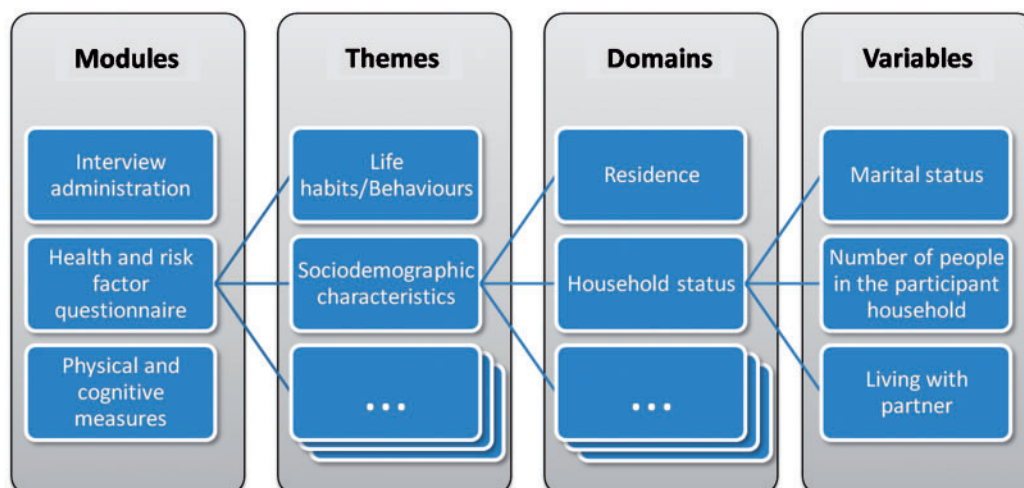 Modules
Interview
administration
Health and risk
factor
questionnaire
Physical and
cognitive
measures
Themes
Life
habits/Behaviours
Sociodemographic
characteristics
...
Domains
Residence
Household status
...
Variables
Marital status
Number of people
in the participant
household
Living with
partner